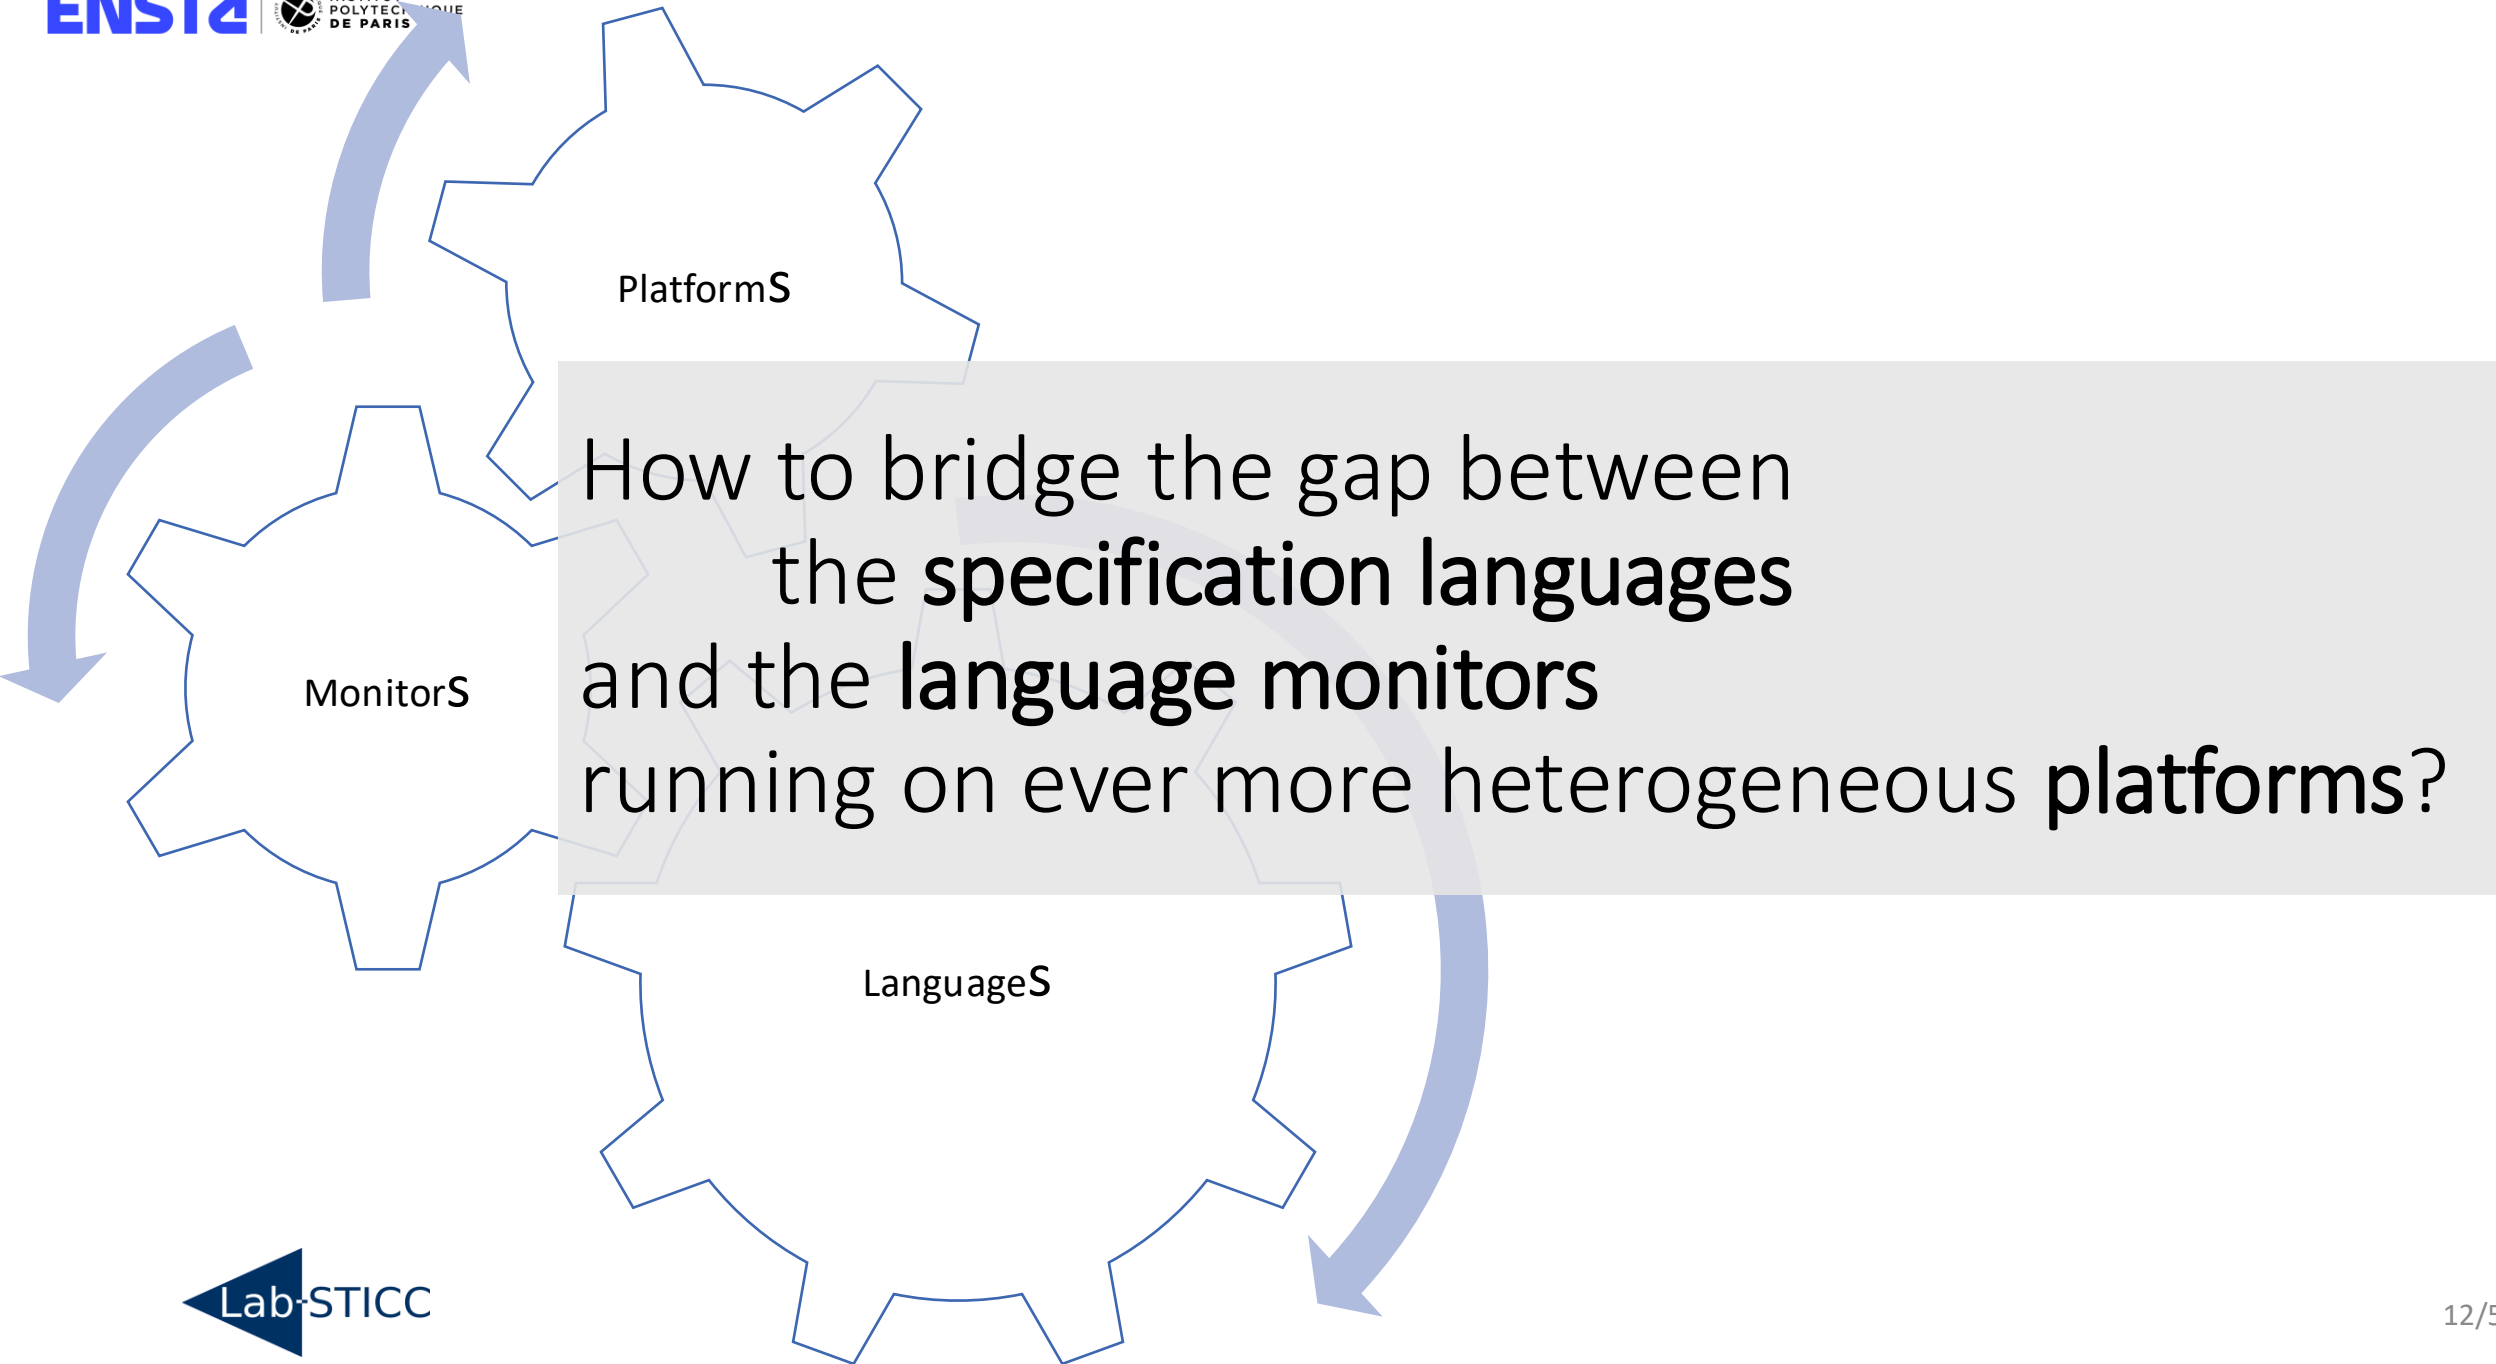 ENSTA
POLYTECHNIQUE
DE PARIS
PlatformS
How to bridge the gap between
the specification languages
and the language monitors
running on ever more heterogeneous platforms?
MonitorS
LanguageS
Lab-STICC
12/5